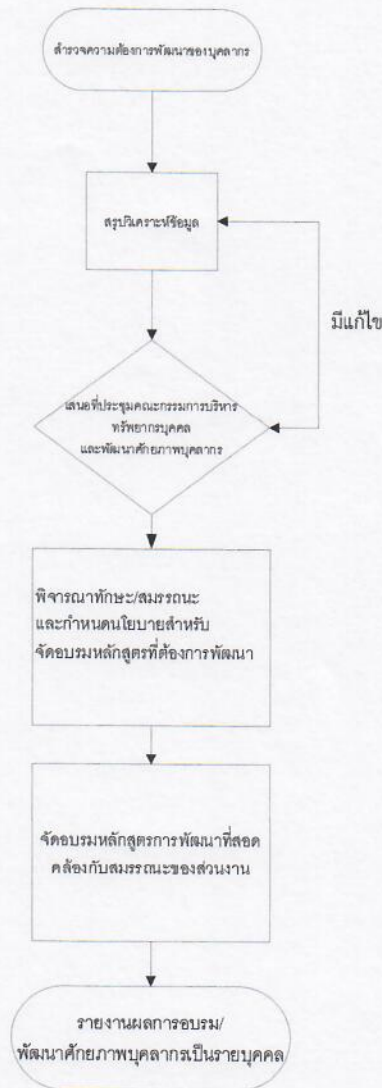 สำรวจความต้องการพัฒนาของบุคลากร
สรุปวิเคราะห์ข้อมูล
มีแก้ไข
เสนอที่ประชุมคณะกรรมการบริหาร
ทรัพยากรบุคคล
และพัฒนาศักยภาพบุคลากร
พิจารณาทักษะ/สมรรถนะ
และกำหนดนโยบายสำหรับ
จัดอบรมหลักสูตรที่ต้องการพัฒนา
จัดอบรมหลักสูตรการพัฒนาที่สอด
คล้องกับสมรรถนะของส่วนงาน
รายงานผลการอบรม/
พัฒนาศักยภาพบุคลากรเป็นรายบุคคล